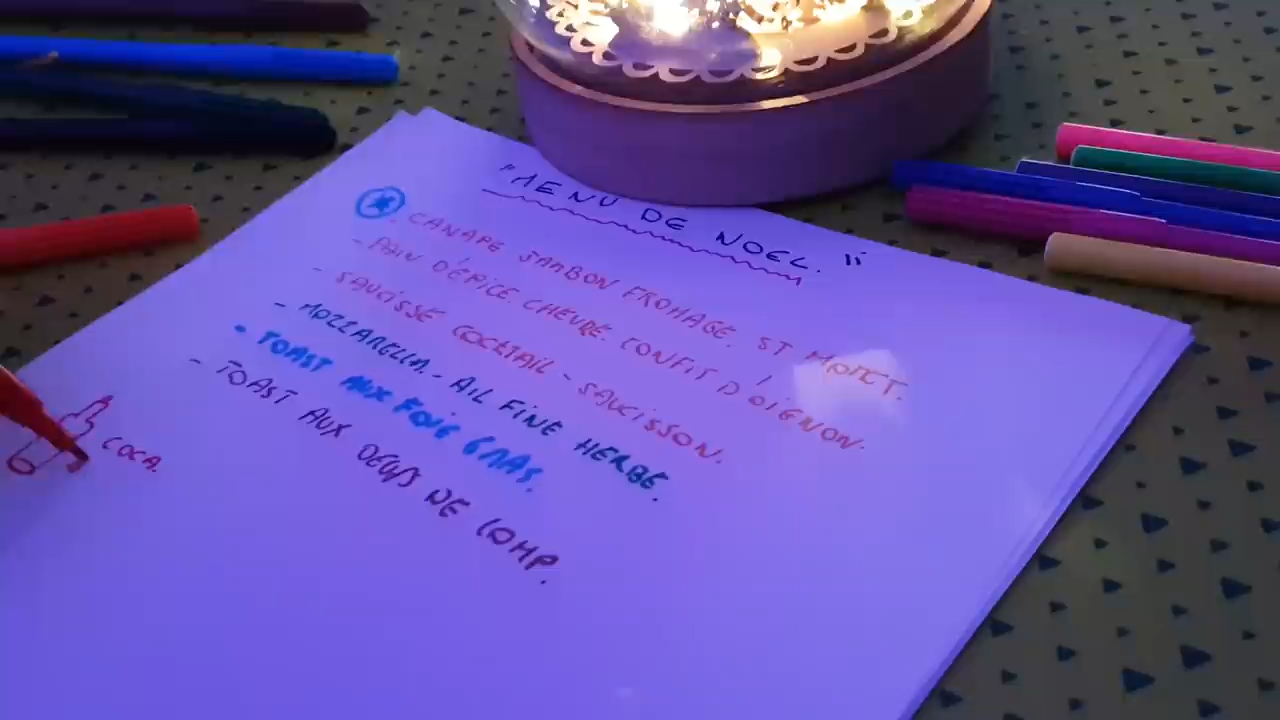 "MENU DE NOEL."
- CANAPE JAMBON FROMAGE. ST MORET.
- PAIN D'ÉPICE. CHEVRE. CONFIT D'OIGNON.
- SAUCISSE COCKTAIL - SAUCISSON.
- MOZZARELLA. - AIL FINE HERBE.
- TOAST AUX FOIE GRAS.
- TOAST AUX OEUFS DE LOMP.
COCA.